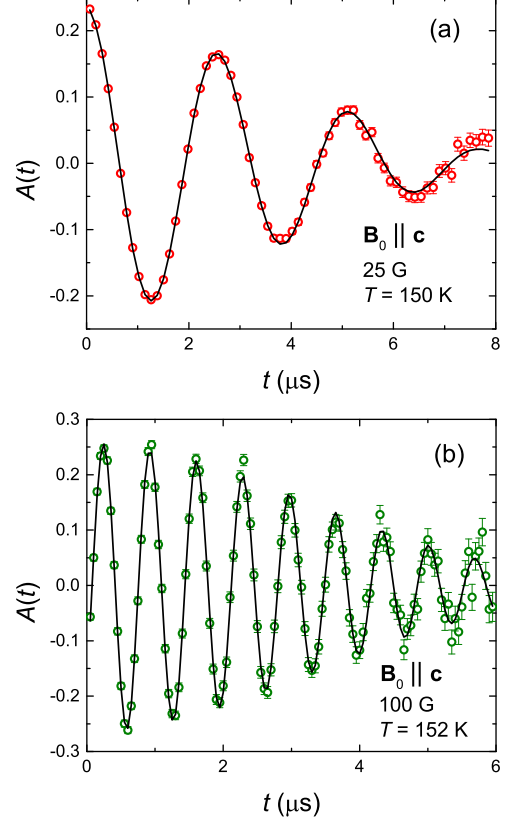 (a)
0.2
0.1
0.0
-0.1
-0.2
A(t)
B₀ || c
25 G
T = 150 K
0 2 4 6 8
t (μs)
(b)
0.3
0.2
0.1
0.0
-0.1
-0.2
-0.3
A(t)
B₀ || c
100 G
T = 152 K
0 2 4 6
t (μs)